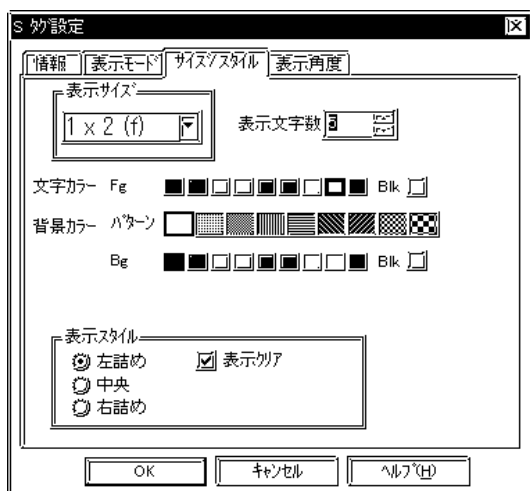 S ﾀｸﾞ設定
情報 表示ﾓｰﾄﾞ ｻｲｽﾞ/ｽﾀｲﾙ 表示角度
表示ｻｲｽﾞ
1 x 2 (f)
表示文字数
文字ｶﾗｰ Fg Blk
背景ｶﾗｰ ﾊﾟﾀｰﾝ
Bg Blk
表示ｽﾀｲﾙ
左詰め 表示ｸﾘｱ
中央
右詰め
OK ｷｬﾝｾﾙ ﾍﾙﾌﾟ(H)